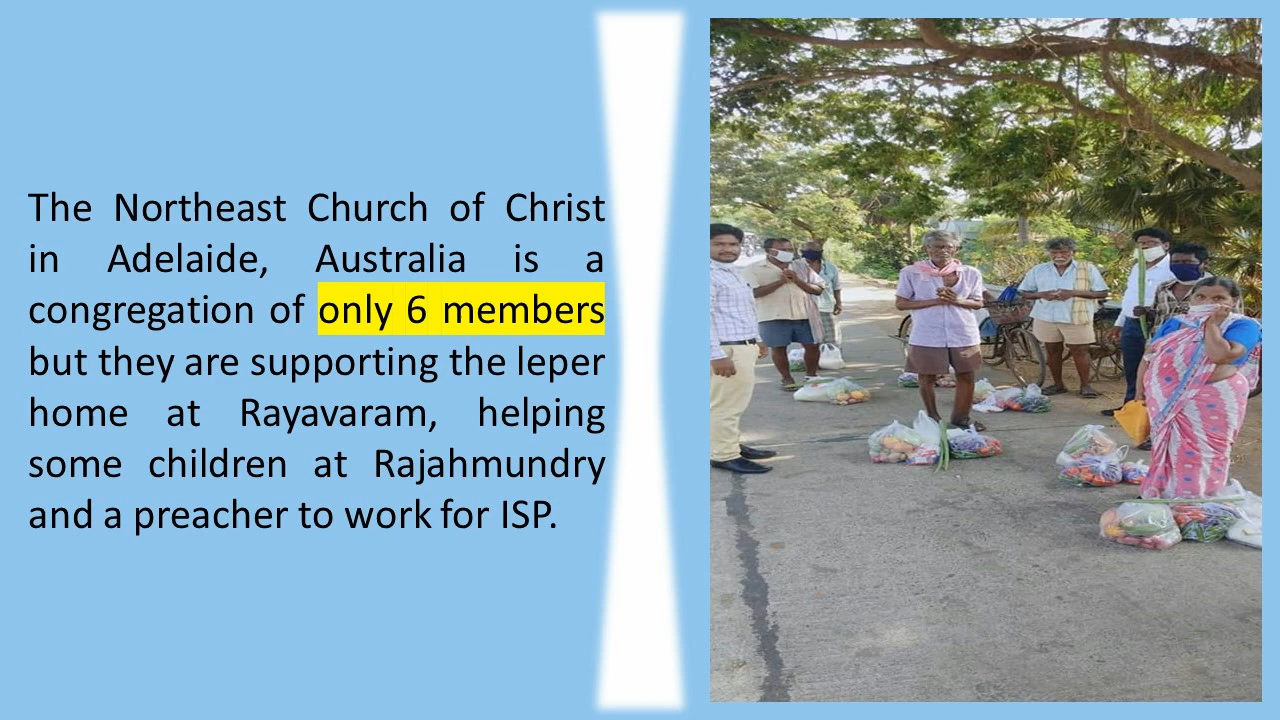 The Northeast Church of Christ
in Adelaide, Australia is a
congregation of only 6 members
but they are supporting the leper
home at Rayavaram, helping
some children at Rajahmundry
and a preacher to work for ISP.